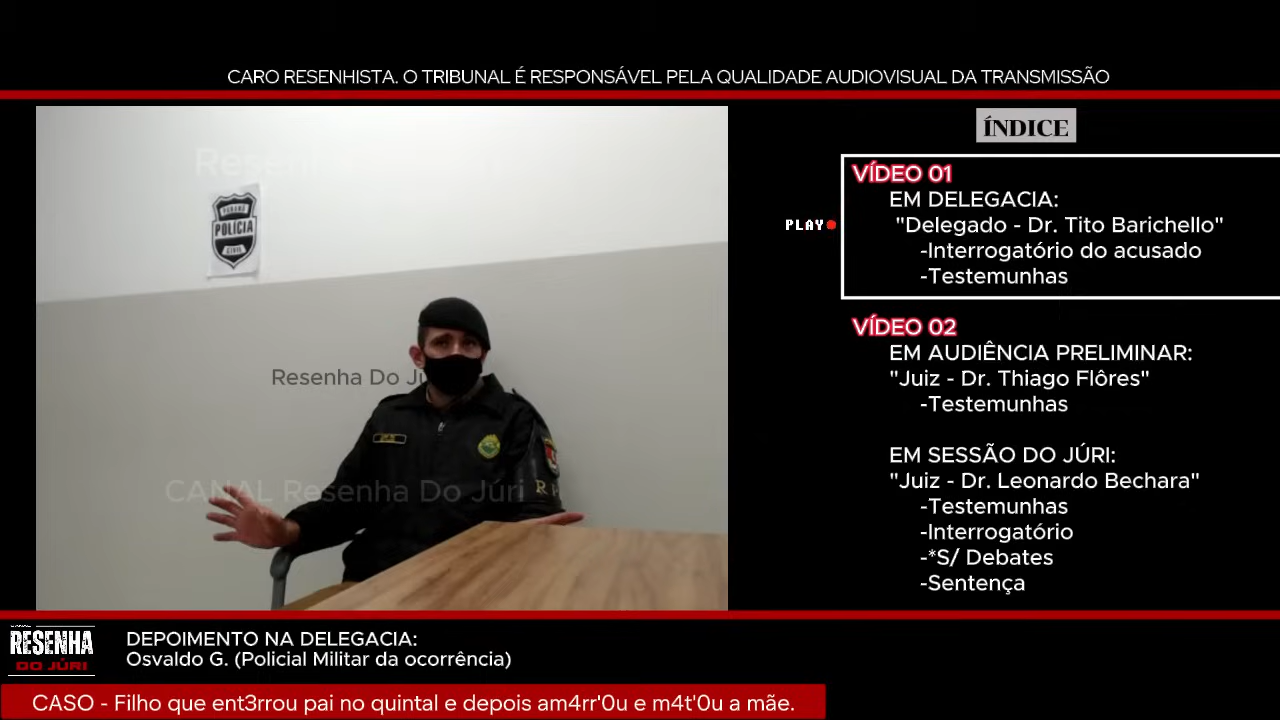 CARO RESENHISTA. O TRIBUNAL É RESPONSÁVEL PELA QUALIDADE AUDIOVISUAL DA TRANSMISSÃO
PARANÁ
POLÍCIA
CIVIL
Resenha Do Jú
CANAL Resenha Do Júri
ÍNDICE
PLAY
VÍDEO 01
EM DELEGACIA:
"Delegado - Dr. Tito Barichello"
-Interrogatório do acusado
-Testemunhas
VÍDEO 02
EM AUDIÊNCIA PRELIMINAR:
"Juiz - Dr. Thiago Flôres"
-Testemunhas
EM SESSÃO DO JÚRI:
"Juiz - Dr. Leonardo Bechara"
-Testemunhas
-Interrogatório
-*S/ Debates
-Sentença
RESENHA
DO JÚRI
DEPOIMENTO NA DELEGACIA:
Osvaldo G. (Policial Militar da ocorrência)
CASO - Filho que ent3rrou pai no quintal e depois am4rr'0u e m4t'0u a mãe.